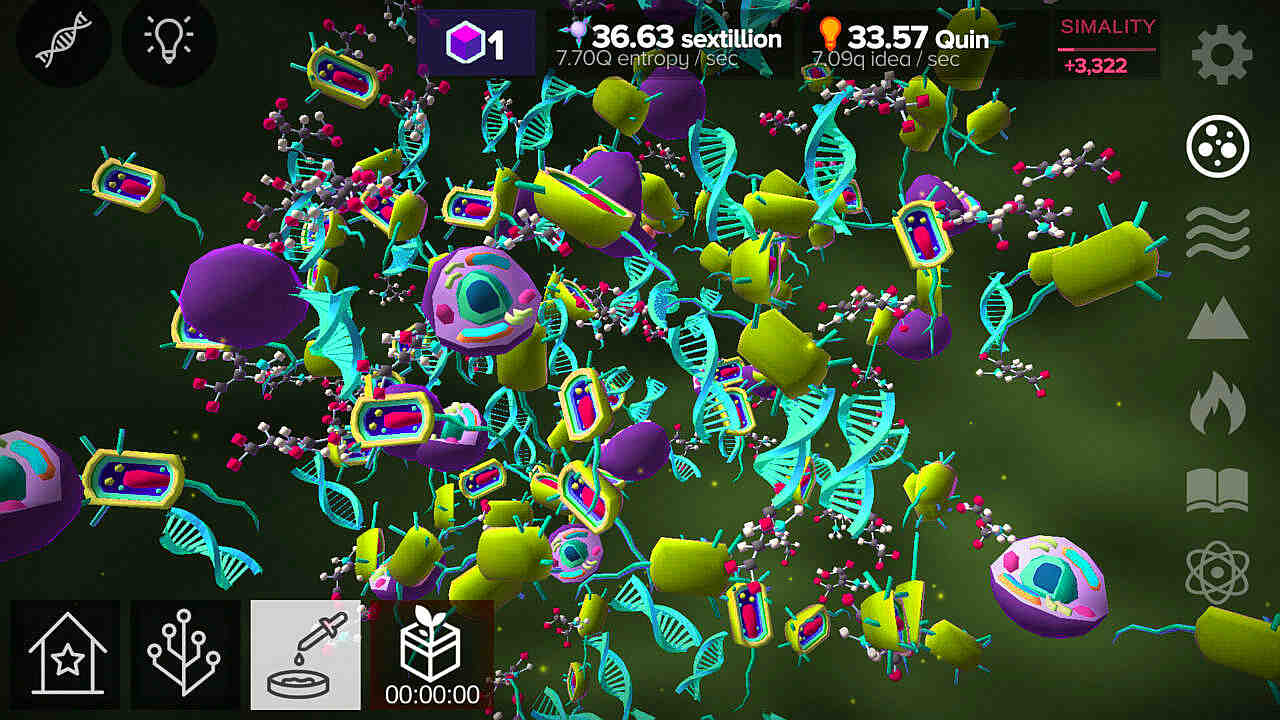 1
36.63 sextillion
7.70Q entropy / sec
33.57 Quin
7.09q idea / sec
SIMALITY
+3,322
00:00:00